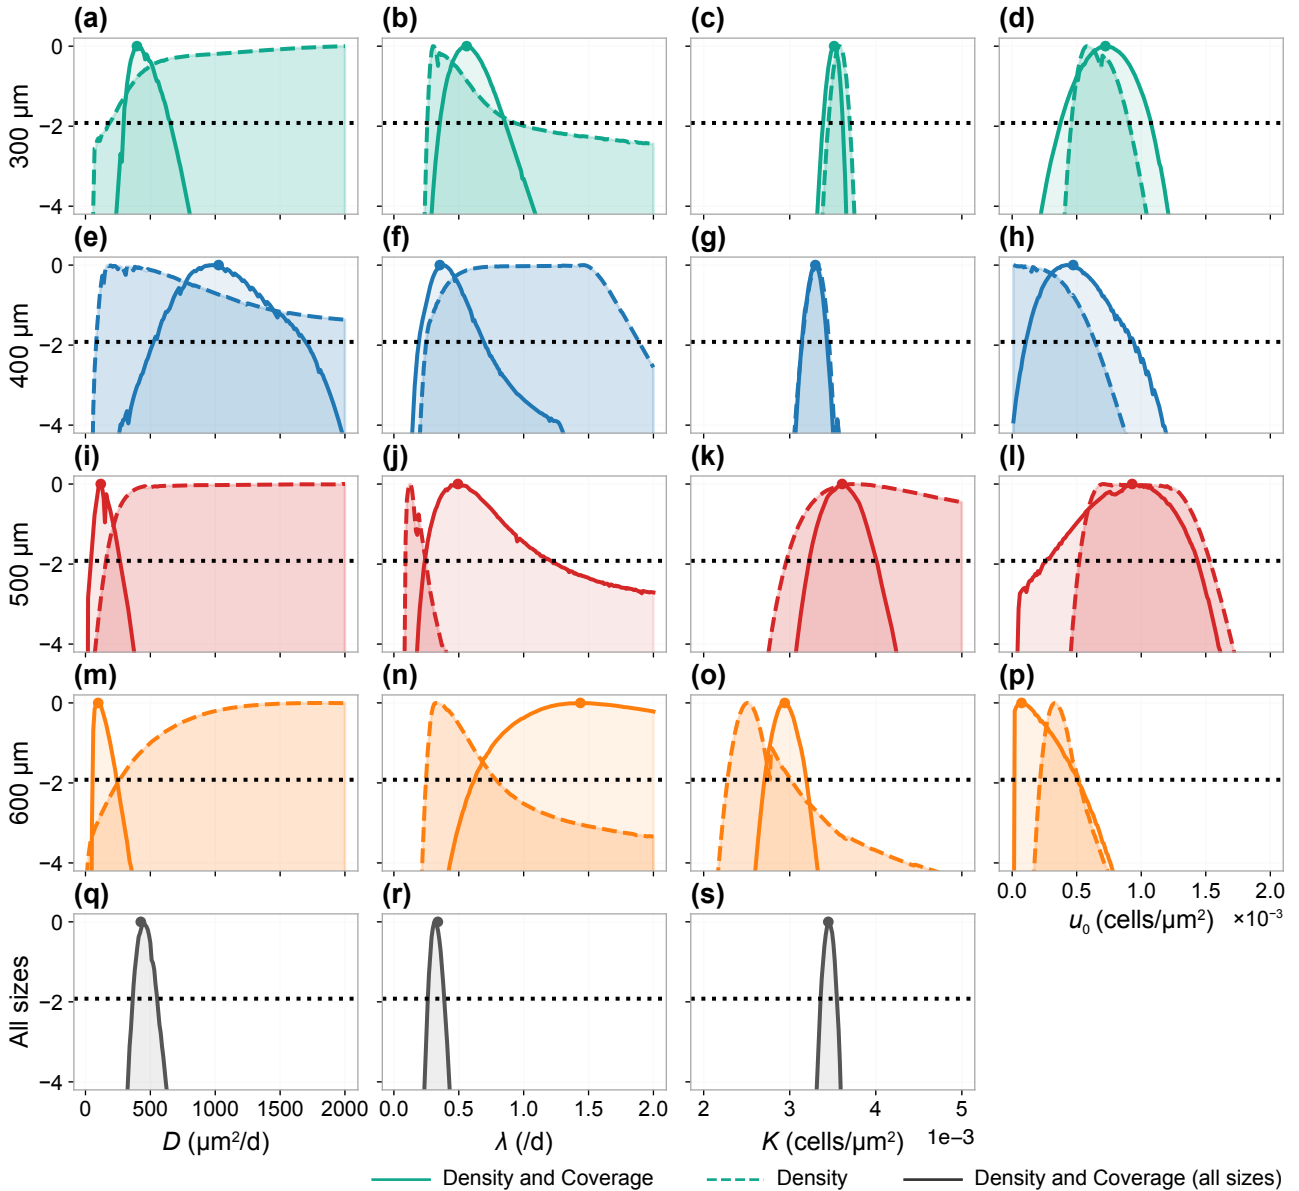 (a) (b) (c) (d)
300 µm
0
−2
−4
(e) (f) (g) (h)
400 µm
0
−2
−4
(i) (j) (k) (l)
500 µm
0
−2
−4
(m) (n) (o) (p)
600 µm
0
−2
−4
0.0 0.5 1.0 1.5 2.0
u₀ (cells/µm²) ×10⁻³
(q) (r) (s)
All sizes
0
−2
−4
0 500 1000 1500 2000 0.0 0.5 1.0 1.5 2.0 2 3 4 5
D (µm²/d) λ (/d) K (cells/µm²) 1e−3
Density and Coverage Density Density and Coverage (all sizes)